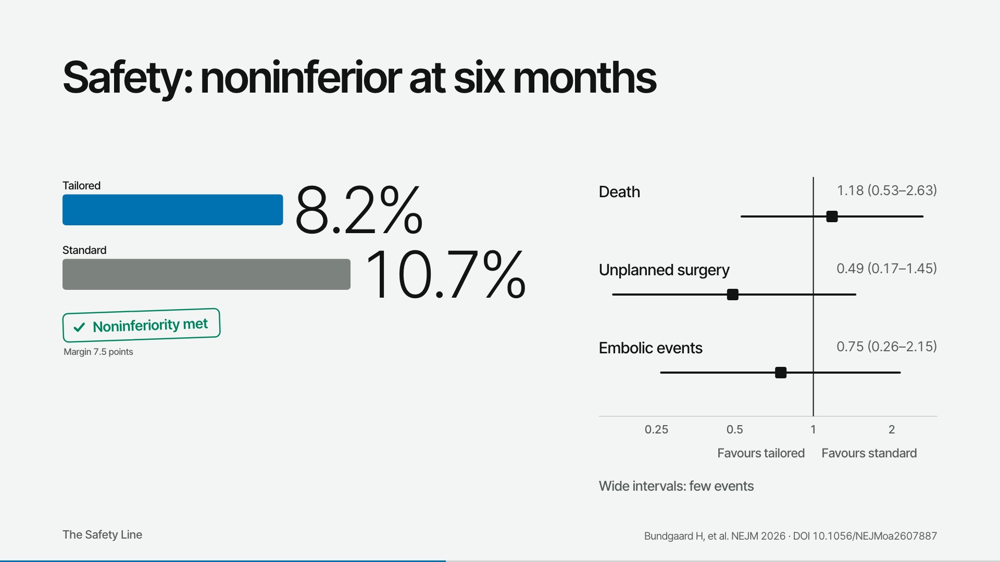 Safety: noninferior at six months
Tailored
8.2%
Standard
10.7%
Noninferiority met
Margin 7.5 points
Death
1.18 (0.53–2.63)
Unplanned surgery
0.49 (0.17–1.45)
Embolic events
0.75 (0.26–2.15)
0.25 0.5 1 2
Favours tailored Favours standard
Wide intervals: few events
The Safety Line
Bundgaard H, et al. NEJM 2026 · DOI 10.1056/NEJMoa2607887